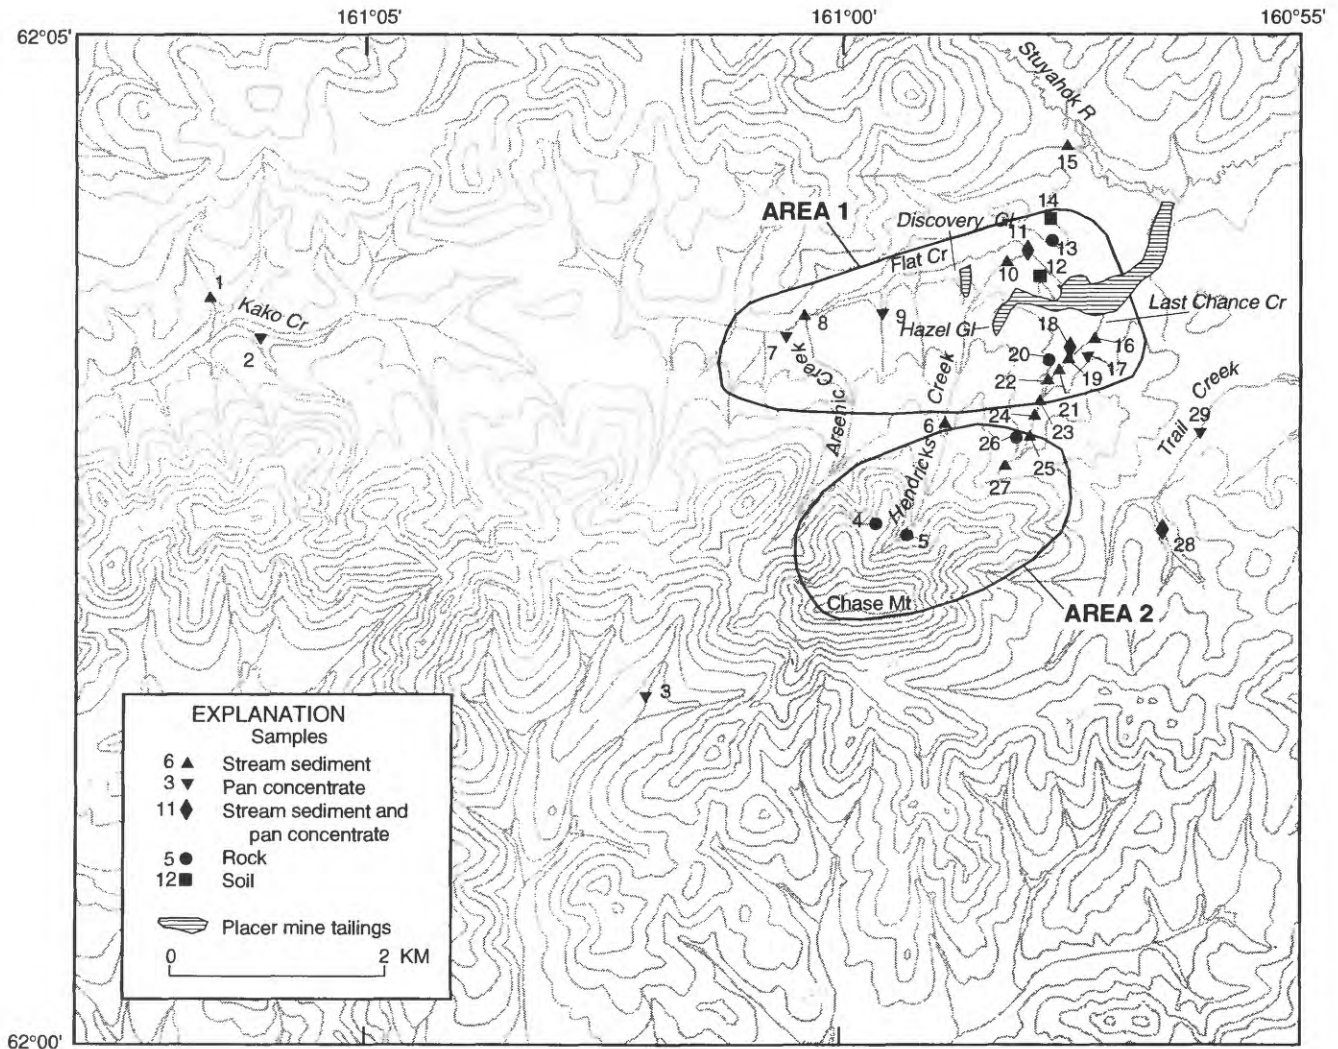 161°05'
161°00'
160°55'
62°05'
Stuyahok R
15
AREA 1
Discovery Gl
14
11
13
Flat Cr
10
12
1
Kako Cr
2
Last Chance Cr
8
9
Hazel Gl
18
16
7
20
17
19
Arsenic Creek
22
Trail Creek
29
21
24
23
6
26
25
27
Hendricks Creek
4
5
28
Chase Mt
AREA 2
3
EXPLANATION
Samples
6 Stream sediment
3 Pan concentrate
11 Stream sediment and
pan concentrate
5 Rock
12 Soil
Placer mine tailings
0 2 KM
62°00'